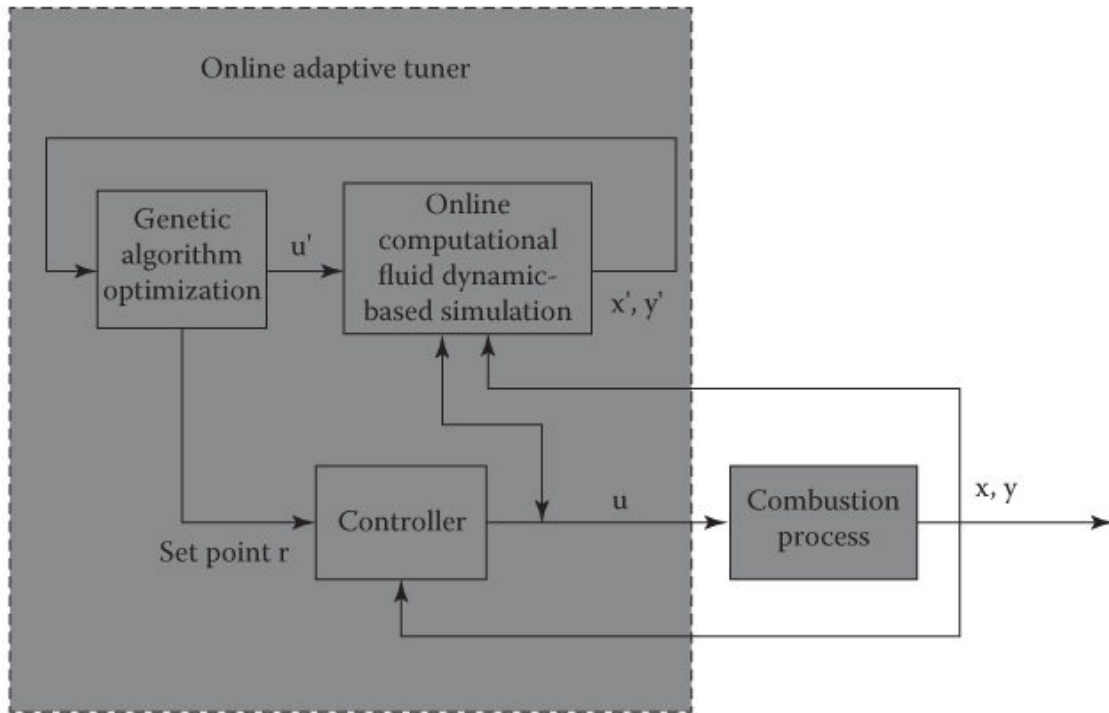 Online adaptive tuner
Genetic
algorithm
optimization
u'
Online
computational
fluid dynamic-
based simulation
x', y'
Set point r
Controller
u
Combustion
process
x, y